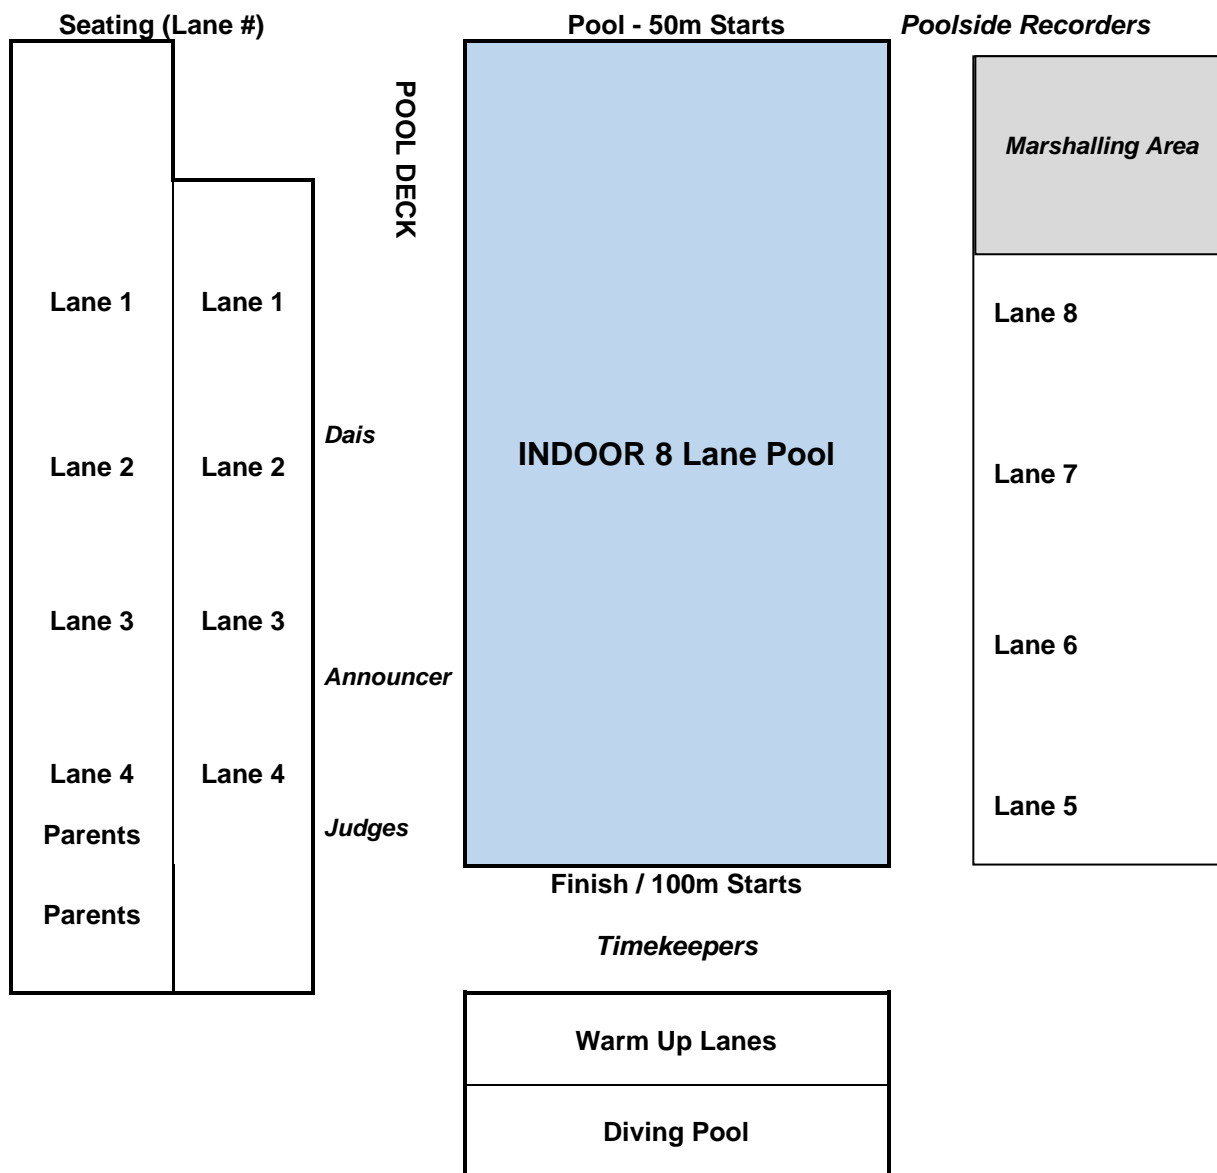 Seating (Lane #)
Pool - 50m Starts
Poolside Recorders
POOL DECK
Marshalling Area
Lane 1
Lane 1
Lane 8
Dais
INDOOR 8 Lane Pool
Lane 2
Lane 2
Lane 7
Lane 3
Lane 3
Lane 6
Announcer
Lane 4
Lane 4
Lane 5
Parents
Judges
Finish / 100m Starts
Parents
Timekeepers
Warm Up Lanes
Diving Pool